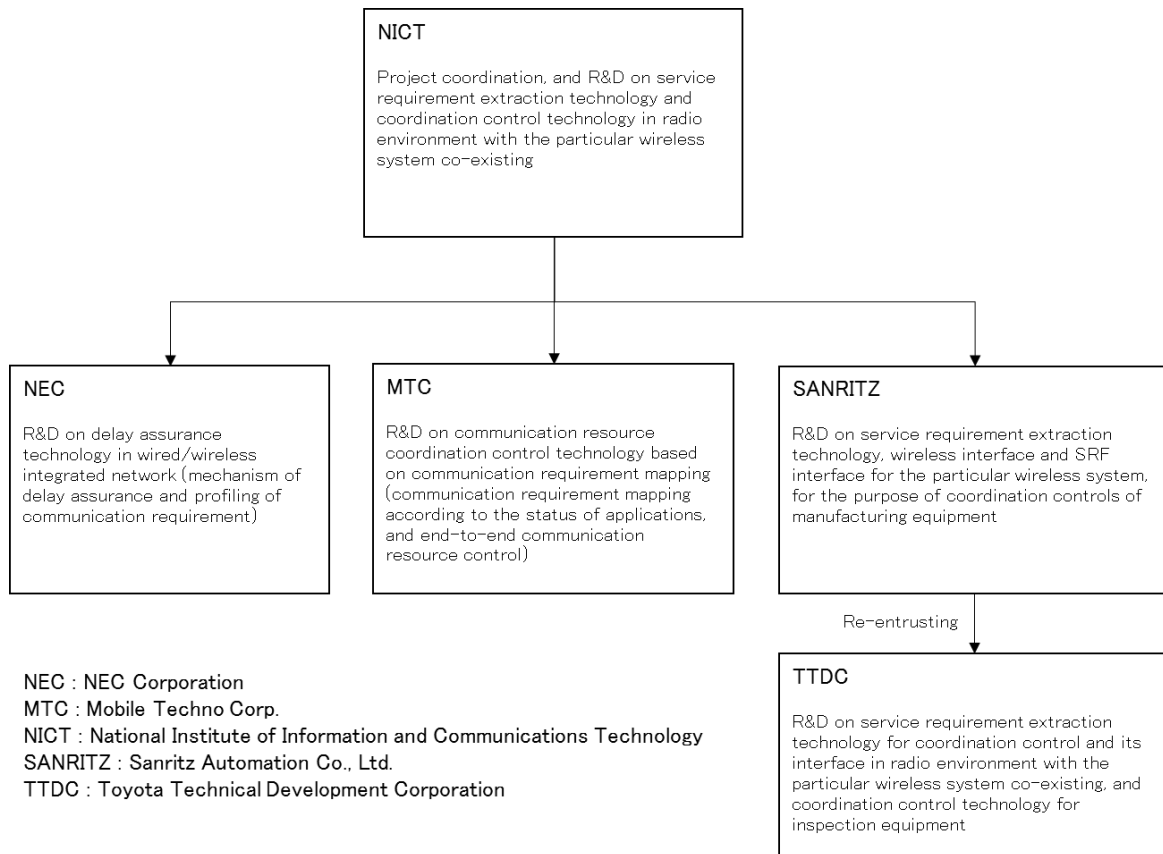 NICT
Project coordination, and R&D on service
requirement extraction technology and
coordination control technology in radio
environment with the particular wireless
system co-existing
NEC
R&D on delay assurance
technology in wired/wireless
integrated network (mechanism of
delay assurance and profiling of
communication requirement)
MTC
R&D on communication resource
coordination control technology based
on communication requirement mapping
(communication requirement mapping
according to the status of applications,
and end-to-end communication
resource control)
SANRITZ
R&D on service requirement extraction
technology, wireless interface and SRF
interface for the particular wireless system,
for the purpose of coordination controls of
manufacturing equipment
Re-entrusting
TTDC
R&D on service requirement extraction
technology for coordination control and its
interface in radio environment with the
particular wireless system co-existing, and
coordination control technology for
inspection equipment
NEC : NEC Corporation
MTC : Mobile Techno Corp.
NICT : National Institute of Information and Communications Technology
SANRITZ : Sanritz Automation Co., Ltd.
TTDC : Toyota Technical Development Corporation